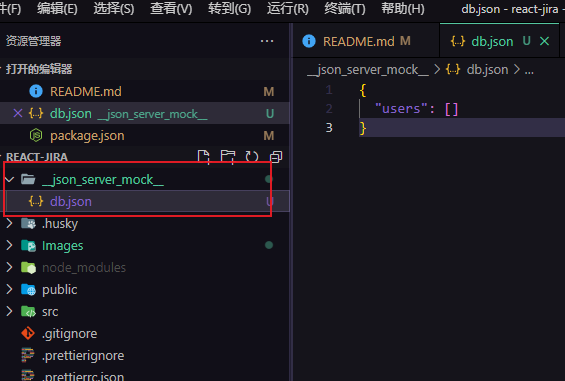 件(F) 编辑(E) 选择(S) 查看(V) 转到(G) 运行(R) 终端(T) 帮助(H) db.json - react-jira
资源管理器 ···
打开的编辑器
README.md M
db.json __json_server_mock__ U
package.json M
REACT-JIRA
__json_server_mock__
db.json U
.husky
Images
node_modules
public
src
.gitignore
.prettierignore
.prettierrc.json
README.md M db.json U
__json_server_mock__ > db.json > ...
1 {
2 "users": []
3 }